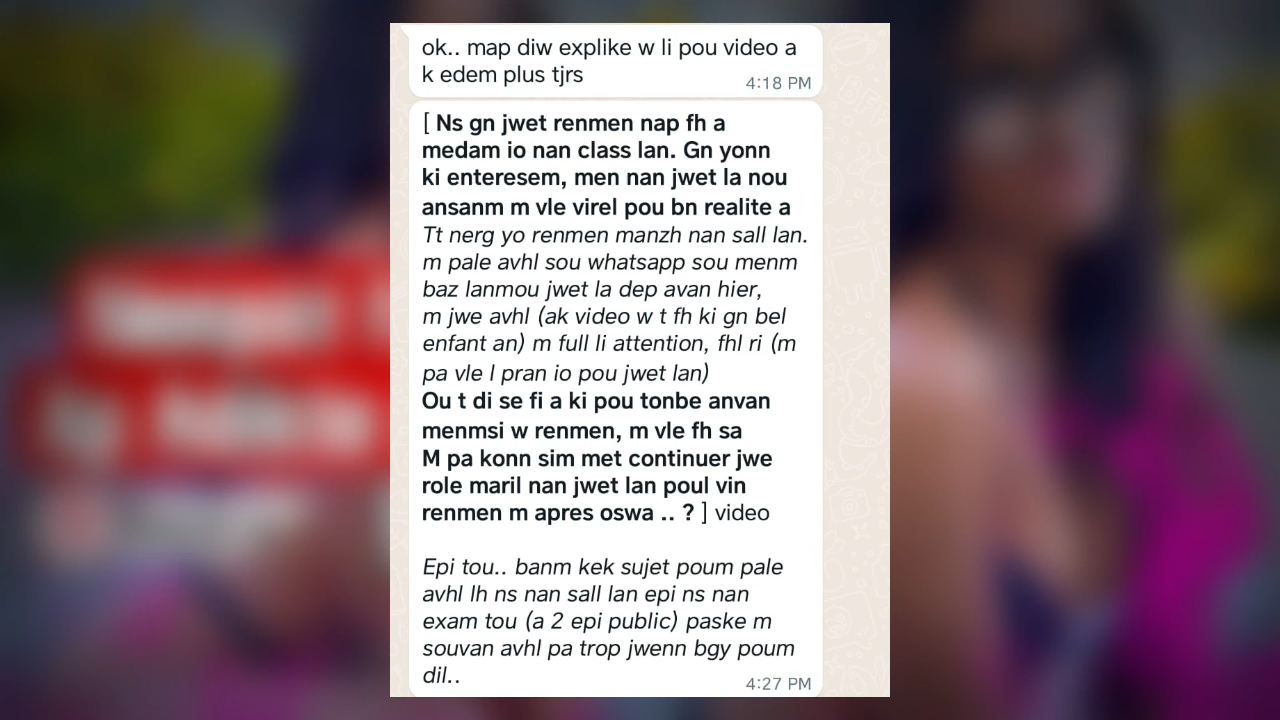 ok.. map diw explike w li pou video a
k edem plus tjrs
4:18 PM
[ Ns gn jwet renmen nap fh a
medam io nan class lan. Gn yonn
ki enteresem, men nan jwet la nou
ansanm m vle virel pou bn realite a
Tt nerg yo renmen manzh nan sall lan.
m pale avhl sou whatsapp sou menm
baz lanmou jwet la dep avan hier,
m jwe avhl (ak video w t fh ki gn bel
enfant an) m full li attention, fhl ri (m
pa vle l pran io pou jwet lan)
Ou t di se fi a ki pou tonbe anvan
menmsi w renmen, m vle fh sa
M pa konn sim met continuer jwe
role maril nan jwet lan poul vin
renmen m apres oswa .. ? ] video
Epi tou.. banm kek sujet poum pale
avhl lh ns nan sall lan epi ns nan
exam tou (a 2 epi public) paske m
souvan avhl pa trop jwenn bgy poum
dil..
4:27 PM